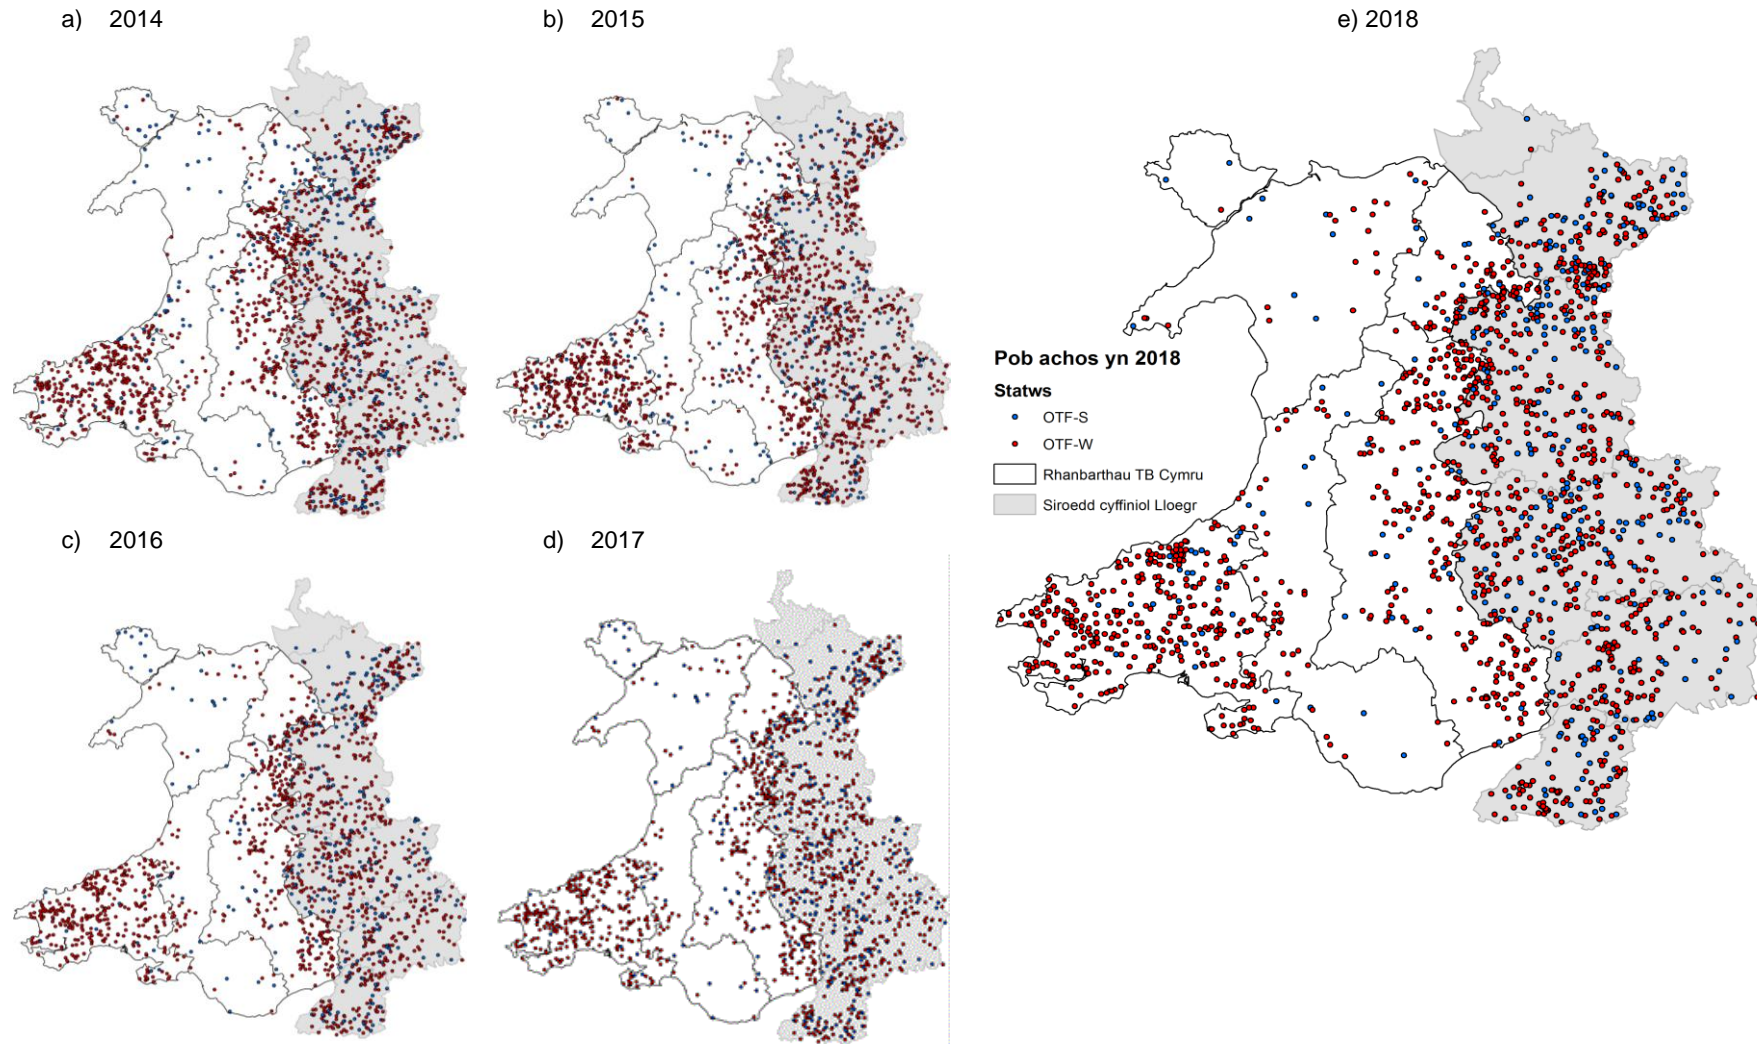 a) 2014
b) 2015
e) 2018
Pob achos yn 2018
Statws
OTF-S
OTF-W
Rhanbarthau TB Cymru
Siroedd cyffiniol Lloegr
c) 2016
d) 2017